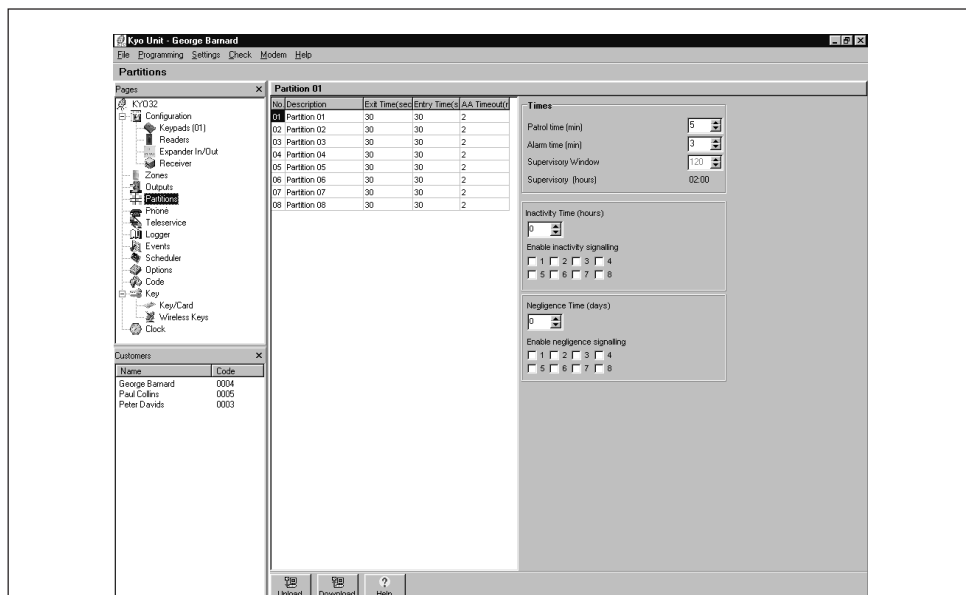 Kyo Unit - George Barnard
File Programming Settings Check Modem Help
Partitions
Pages
KYO32
Configuration
Keypads (01)
Readers
Expander In/Out
Receiver
Zones
Outputs
Partitions
Phone
Teleservice
Logger
Events
Scheduler
Options
Code
Key
Key/Card
Wireless Keys
Clock
Customers
Name Code
George Barnard 0004
Paul Collins 0005
Peter Davids 0003
Partition 01
No. Description Exit Time(sec Entry Time(s AA Timeout(r
01 Partition 01 30 30 2
02 Partition 02 30 30 2
03 Partition 03 30 30 2
04 Partition 04 30 30 2
05 Partition 05 30 30 2
06 Partition 06 30 30 2
07 Partition 07 30 30 2
08 Partition 08 30 30 2
Times
Patrol time (min) 5
Alarm time (min) 3
Supervisory Window 120
Supervisory (hours) 02:00
Inactivity Time (hours)
0
Enable inactivity signalling
1 2 3 4
5 6 7 8
Negligence Time (days)
0
Enable negligence signalling
1 2 3 4
5 6 7 8
Upload Download Help